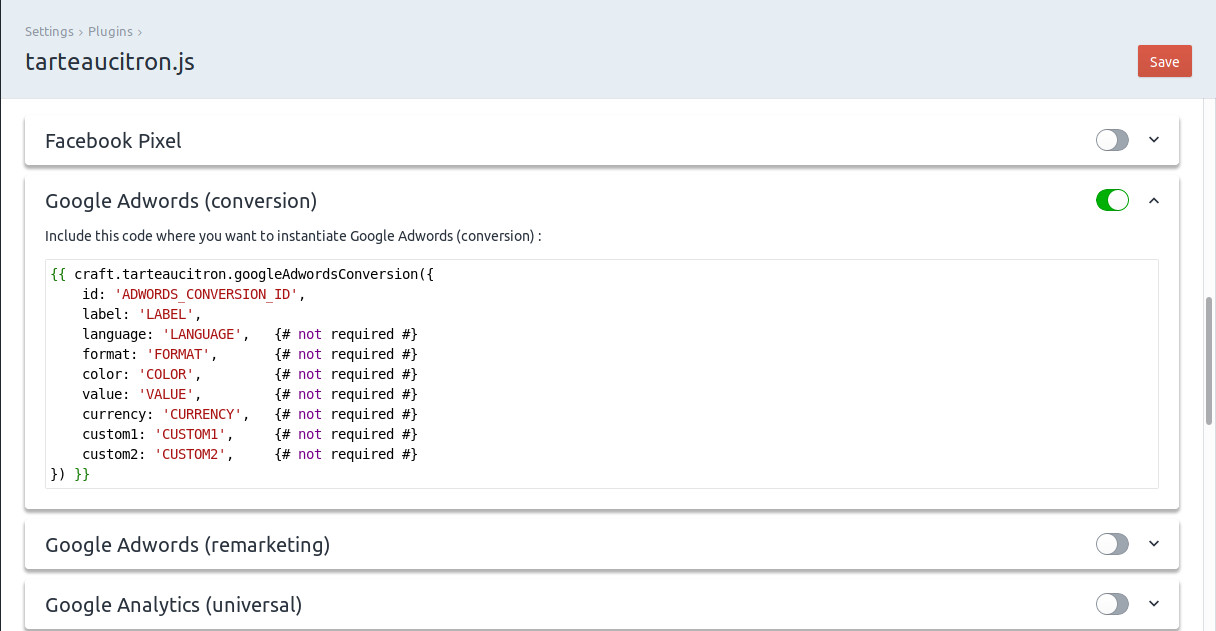 Settings › Plugins ›
tarteaucitron.js
Save
Facebook Pixel
Google Adwords (conversion)
Include this code where you want to instantiate Google Adwords (conversion) :
{{ craft.tarteaucitron.googleAdwordsConversion({
    id: 'ADWORDS_CONVERSION_ID',
    label: 'LABEL',
    language: 'LANGUAGE',   {# not required #}
    format: 'FORMAT',       {# not required #}
    color: 'COLOR',         {# not required #}
    value: 'VALUE',         {# not required #}
    currency: 'CURRENCY',   {# not required #}
    custom1: 'CUSTOM1',     {# not required #}
    custom2: 'CUSTOM2',     {# not required #}
}) }}
Google Adwords (remarketing)
Google Analytics (universal)